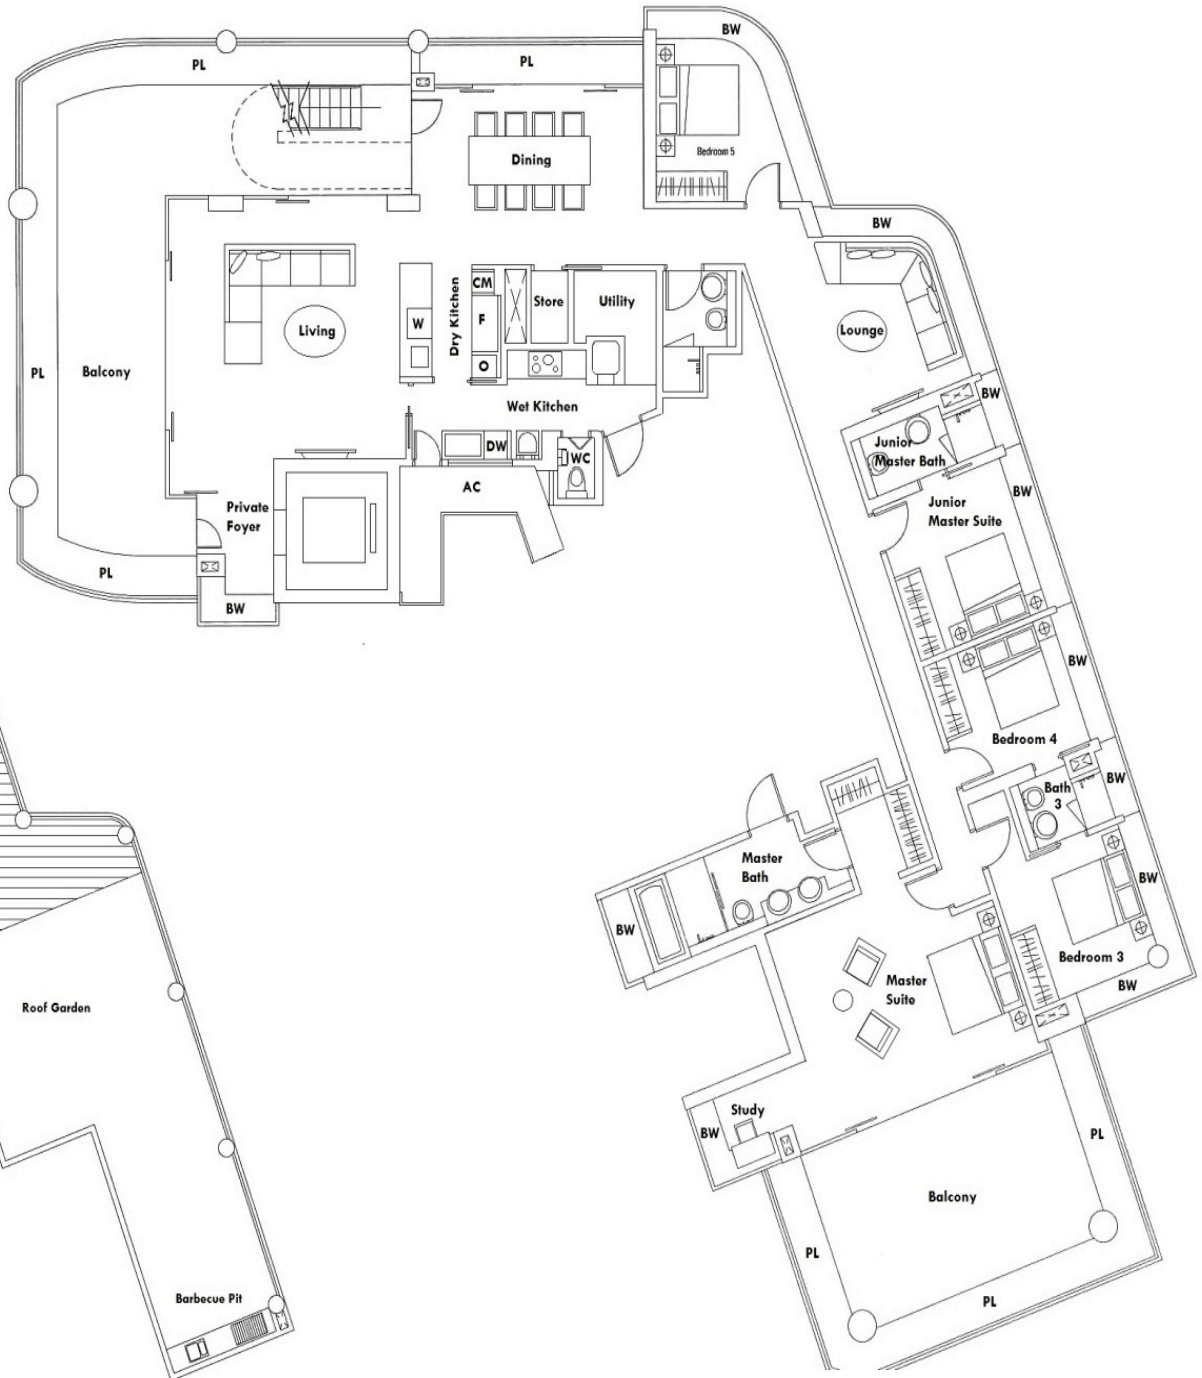 BW
PL
PL
Bedroom 5
Dining
BW
CM
Store
Utility
Dry Kitchen
F
W
Living
Lounge
O
PL
Balcony
BW
Wet Kitchen
DW
WC
Junior
Master Bath
AC
BW
Private
Foyer
Junior
Master Suite
PL
BW
BW
Bedroom 4
BW
Bath
3
Master
Bath
BW
BW
Bedroom 3
Master
Suite
BW
Roof Garden
Study
BW
PL
Balcony
PL
PL
Barbecue Pit